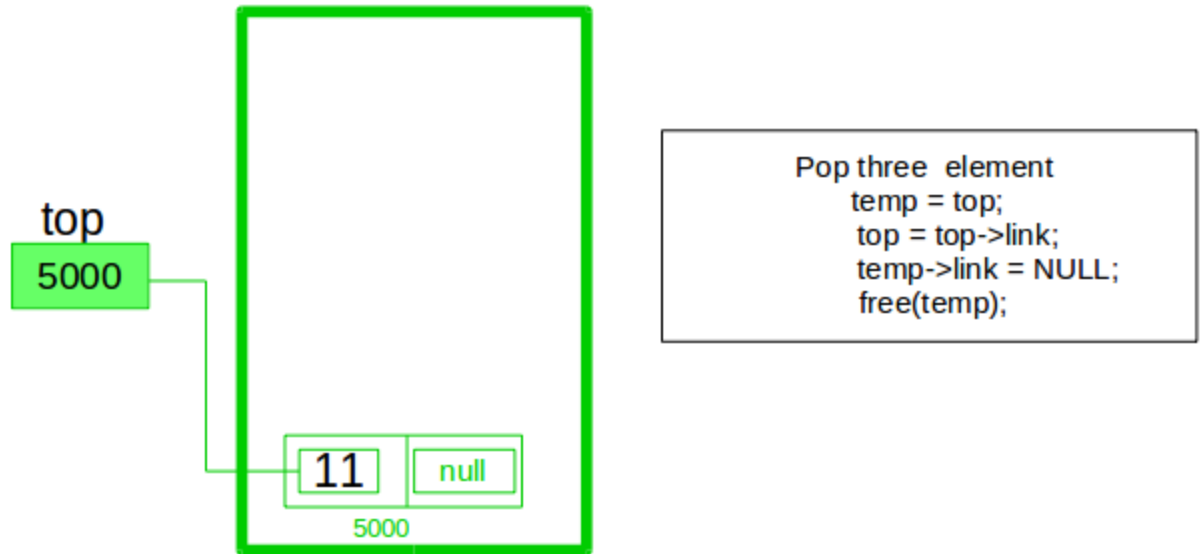 top
5000
11
null
5000
Pop three element
temp = top;
top = top->link;
temp->link = NULL;
free(temp);